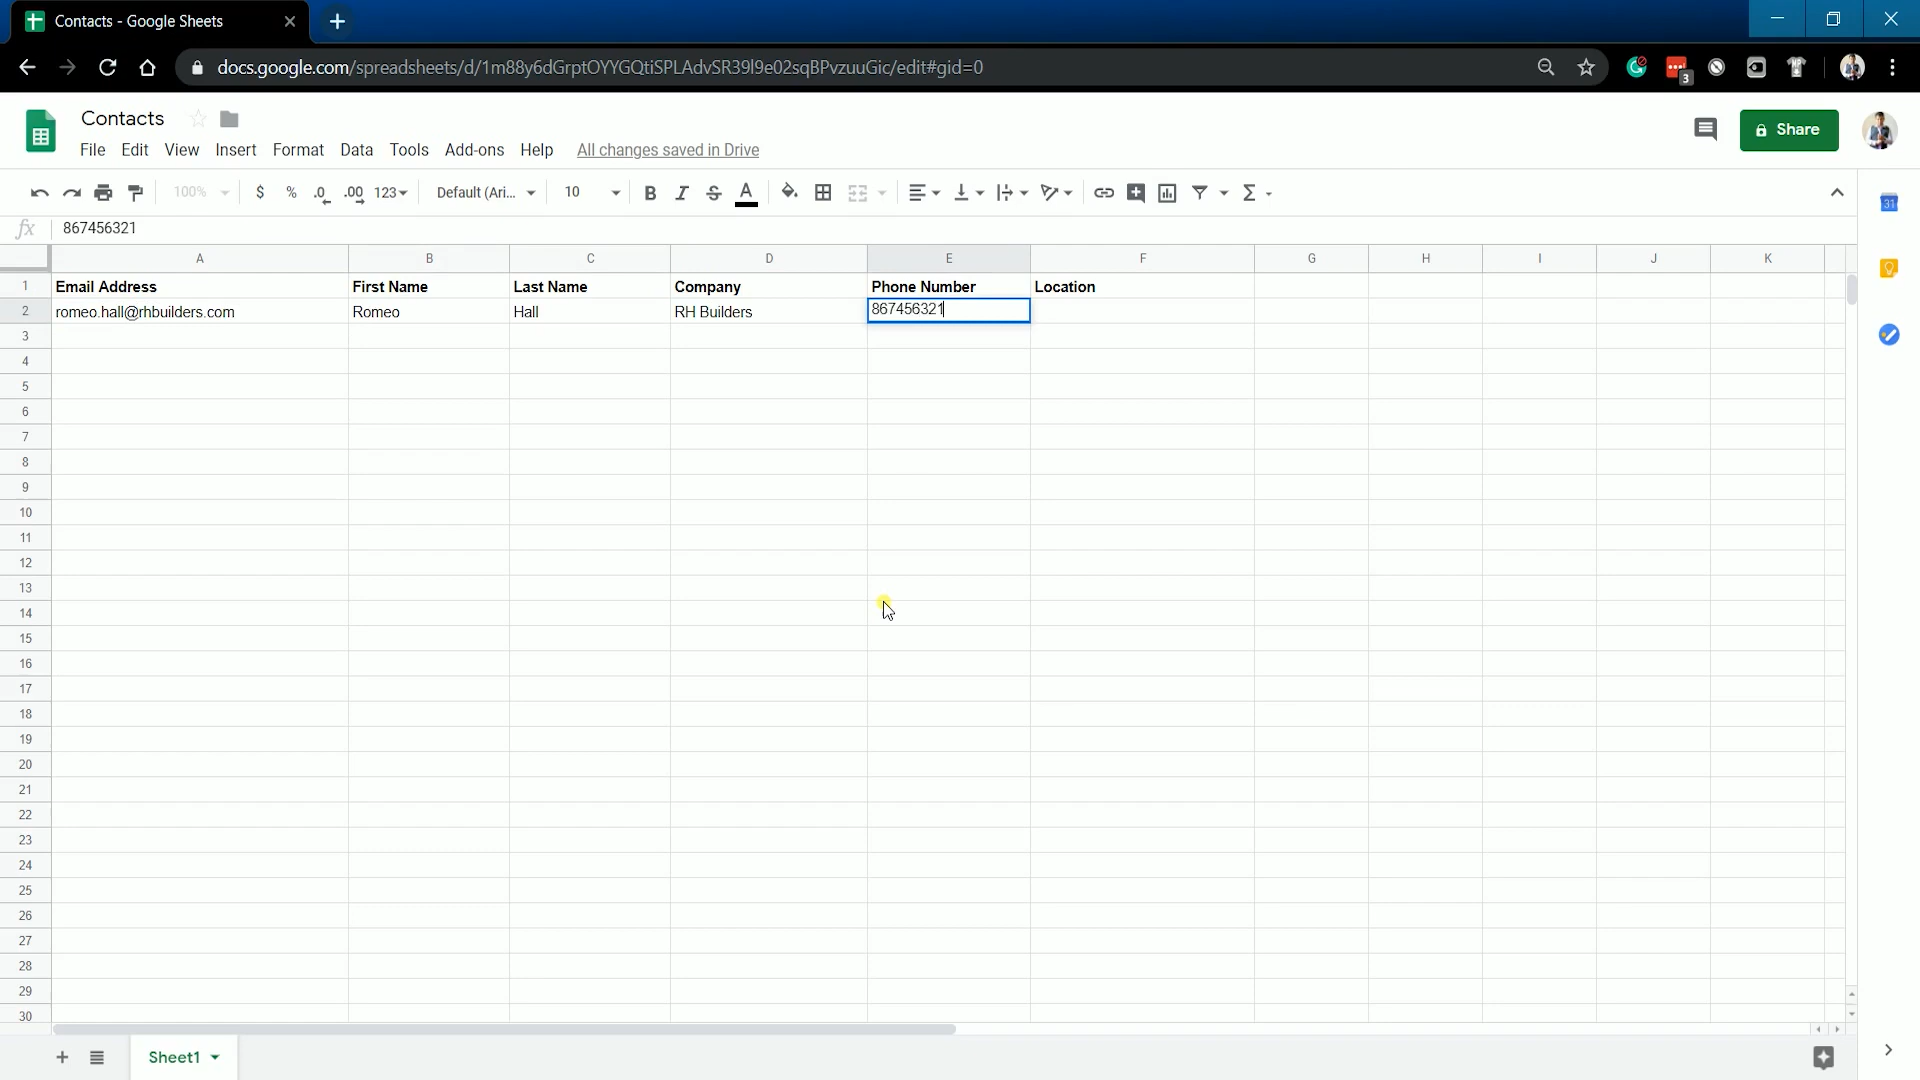 Contacts - Google Sheets
docs.google.com/spreadsheets/d/1m88y6dGrptOYYGQtiSPLAdvSR39I9e02sqBPvzuuGic/edit#gid=0
3
Contacts
File Edit View Insert Format Data Tools Add-ons Help All changes saved in Drive
Share
100% $ % .0 .00 123 Default (Ari... 10 B I S A Σ
31
fx 867456321
A B C D E F G H I J K
1 Email Address First Name Last Name Company Phone Number Location
2 romeo.hall@rhbuilders.com Romeo Hall RH Builders 867456321
3
4
5
6
7
8
9
10
11
12
13
14
15
16
17
18
19
20
21
22
23
24
25
26
27
28
29
30
Sheet1